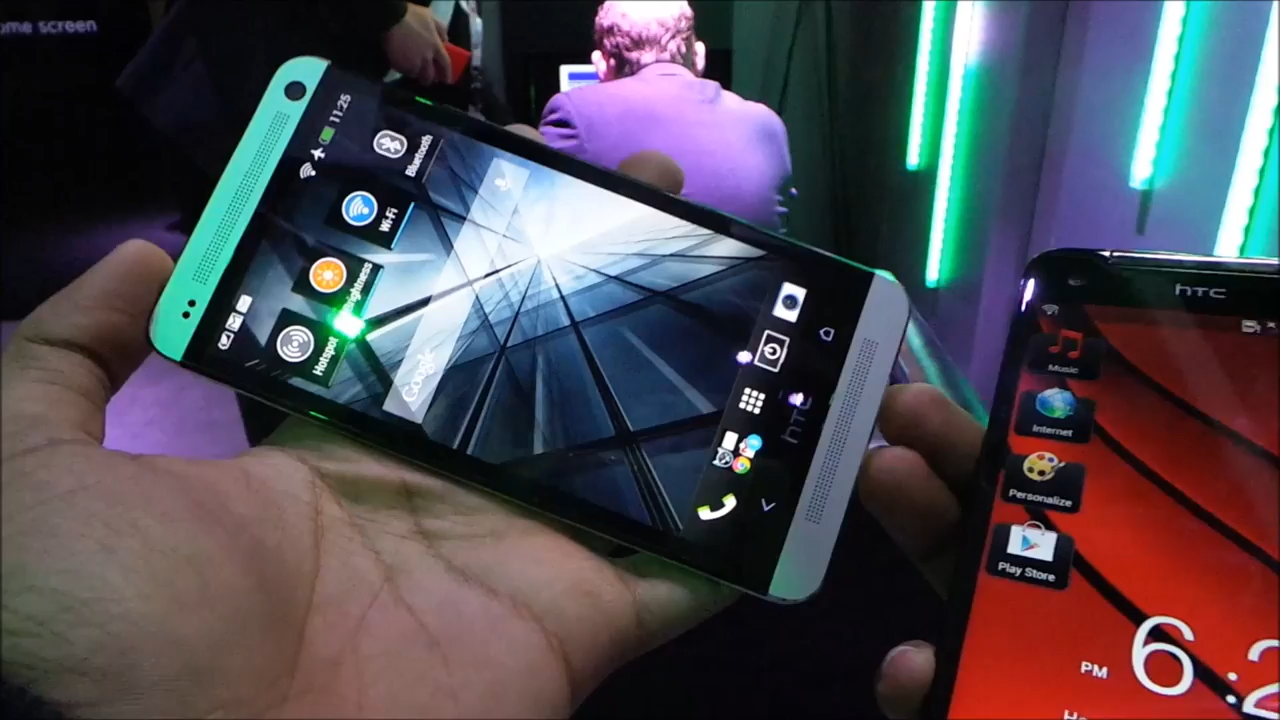 ome screen
11:25
Bluetooth
Wi-Fi
Brightness
Hotspot
Google
hTC
hTC
Music
Internet
Personalize
Play Store
PM
6:2